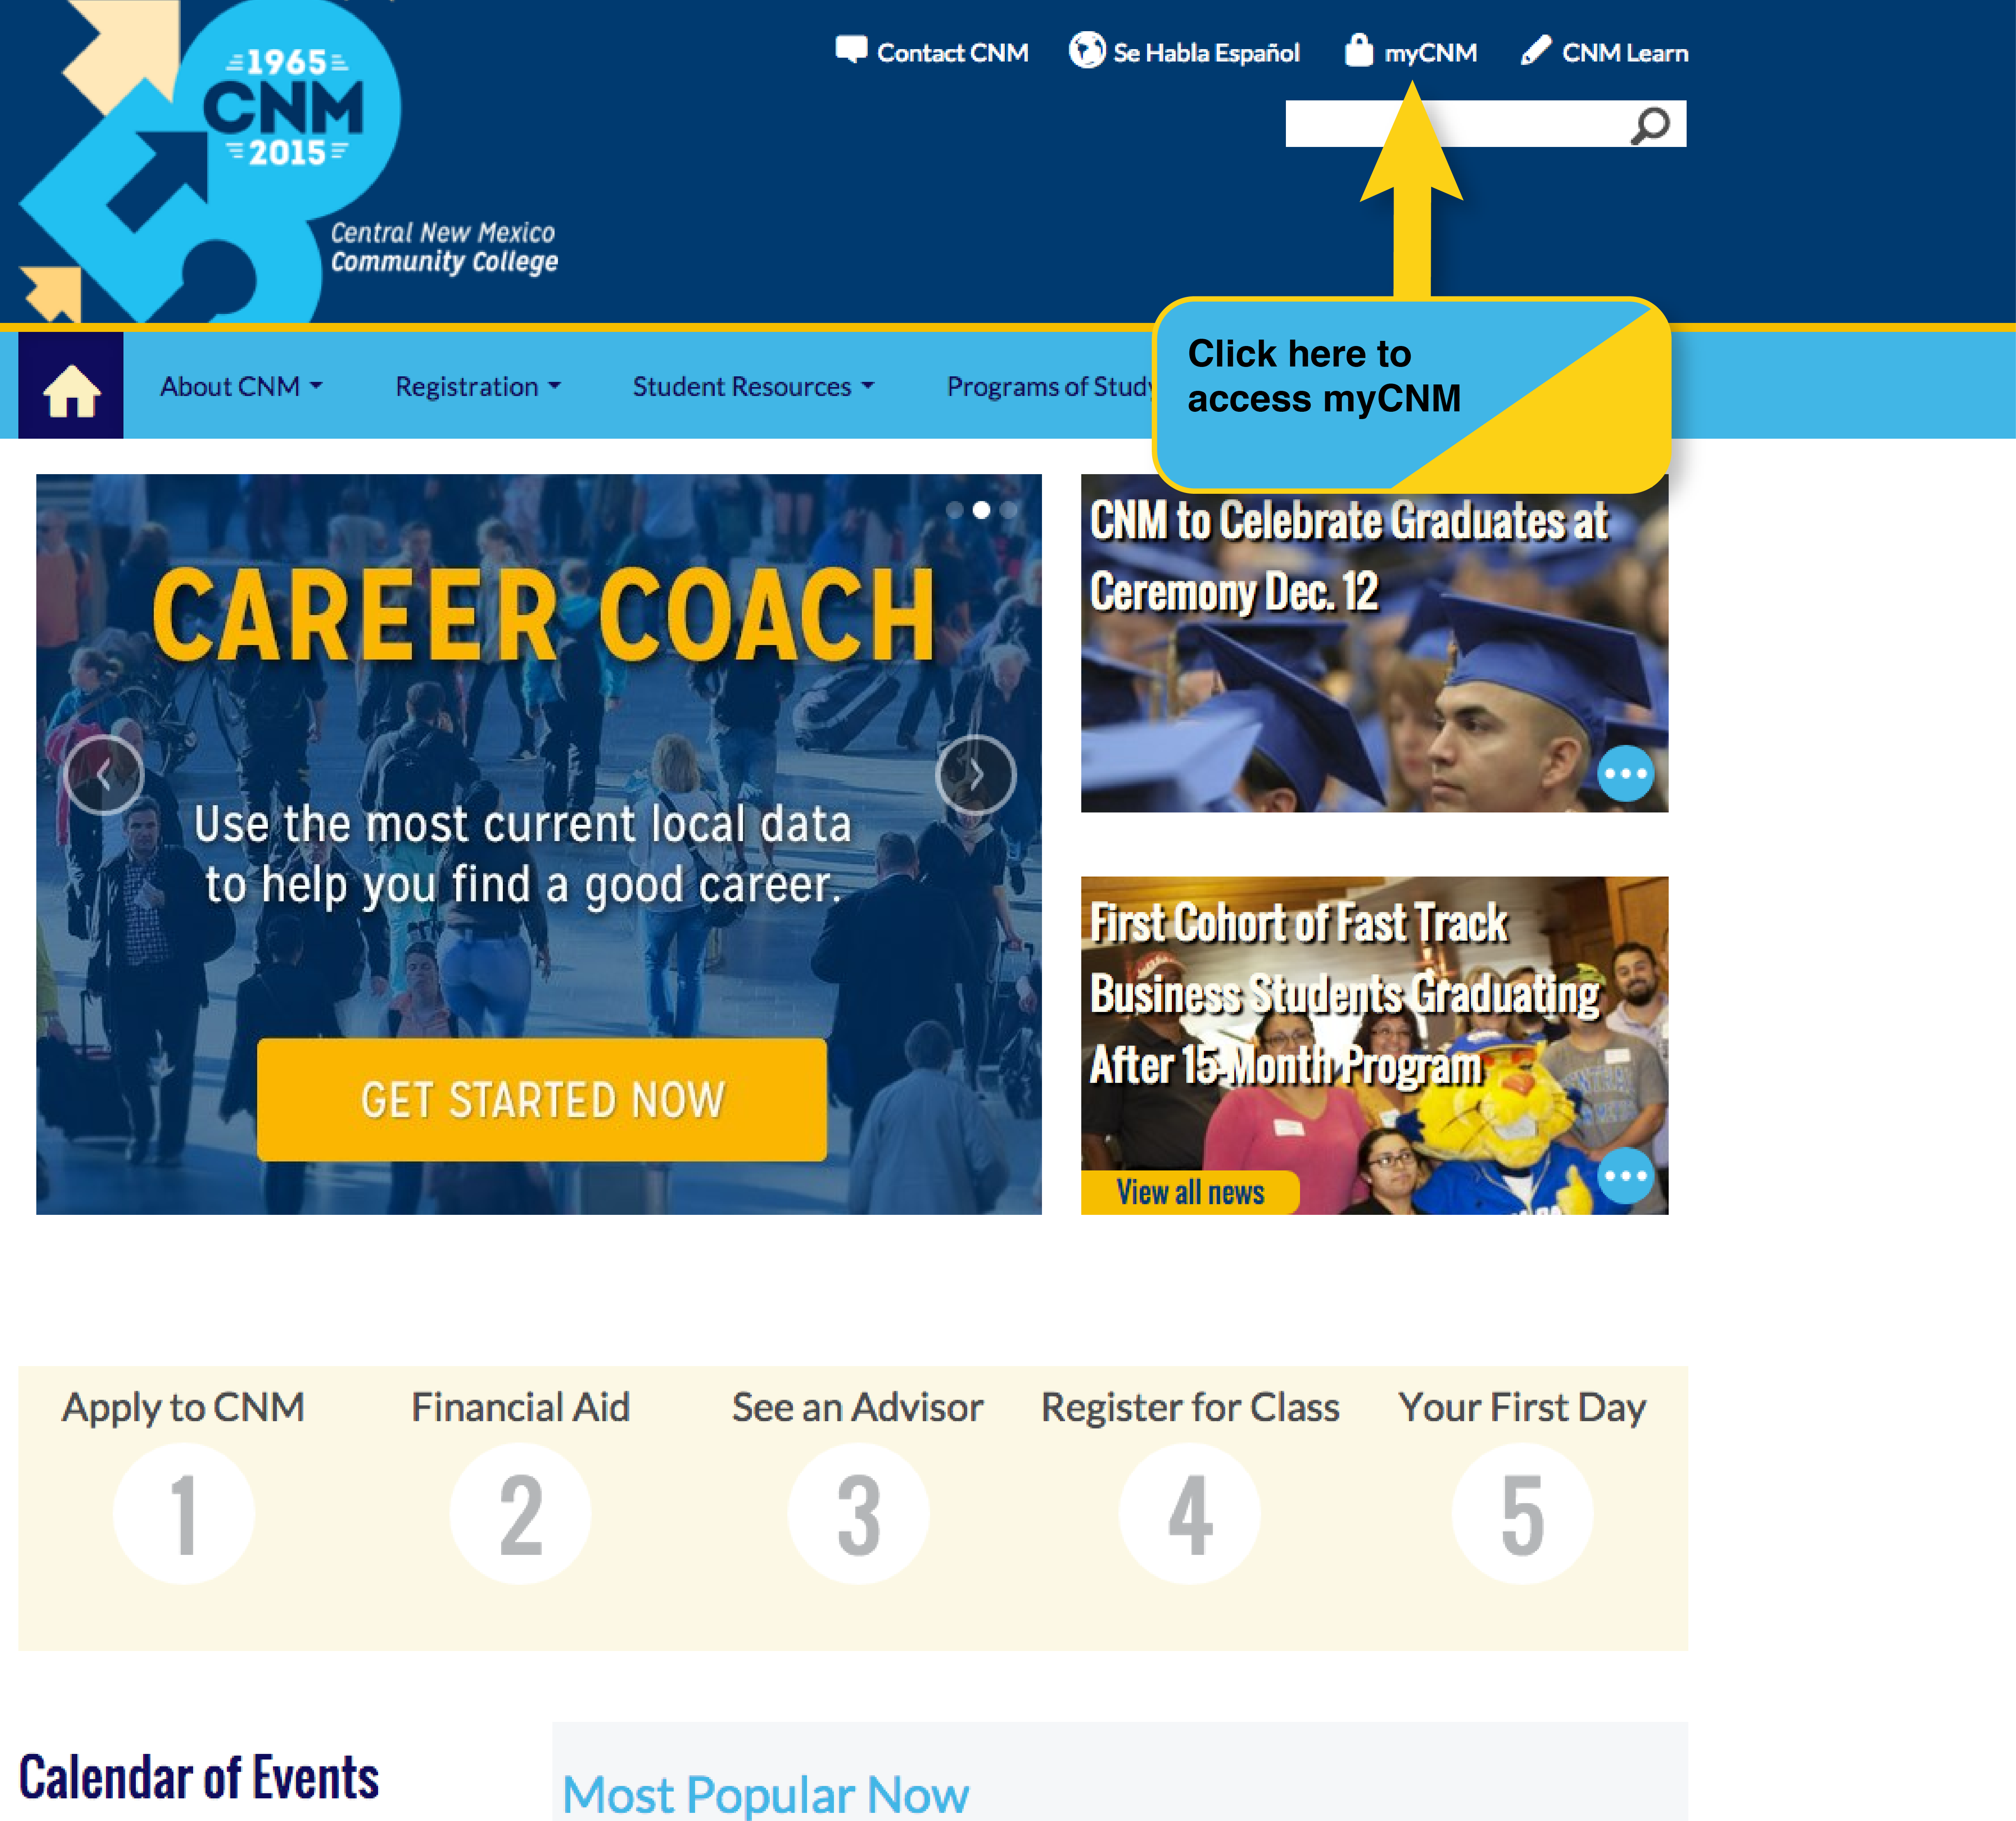 1965
CNM
2015
Central New Mexico
Community College
Contact CNM
Se Habla Español
myCNM
CNM Learn
Click here to
access myCNM
About CNM
Registration
Student Resources
Programs of Study
CAREER COACH
Use the most current local data
to help you find a good career.
GET STARTED NOW
CNM to Celebrate Graduates at
Ceremony Dec. 12
First Cohort of Fast Track
Business Students Graduating
After 15-Month Program
View all news
Apply to CNM
Financial Aid
See an Advisor
Register for Class
Your First Day
1
2
3
4
5
Calendar of Events
Most Popular Now